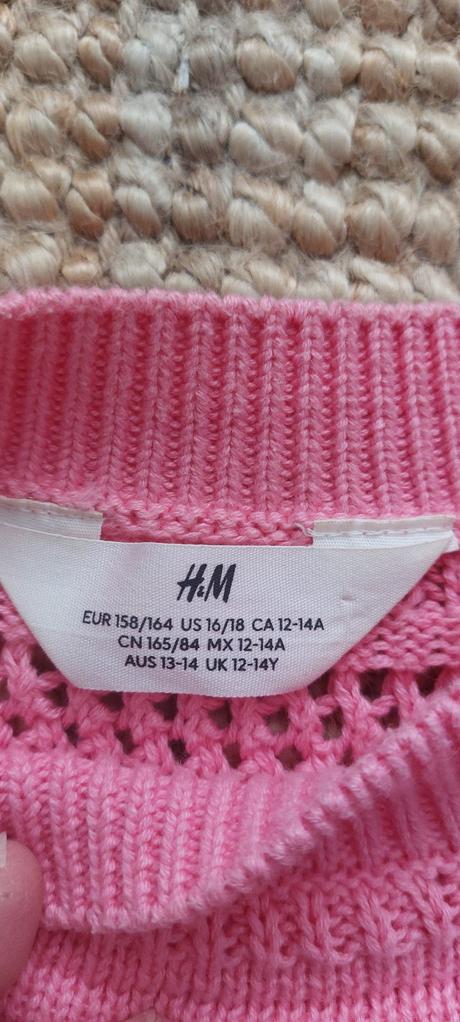 H&M
EUR 158/164 US 16/18 CA 12-14A
CN 165/84 MX 12-14A
AUS 13-14 UK 12-14Y